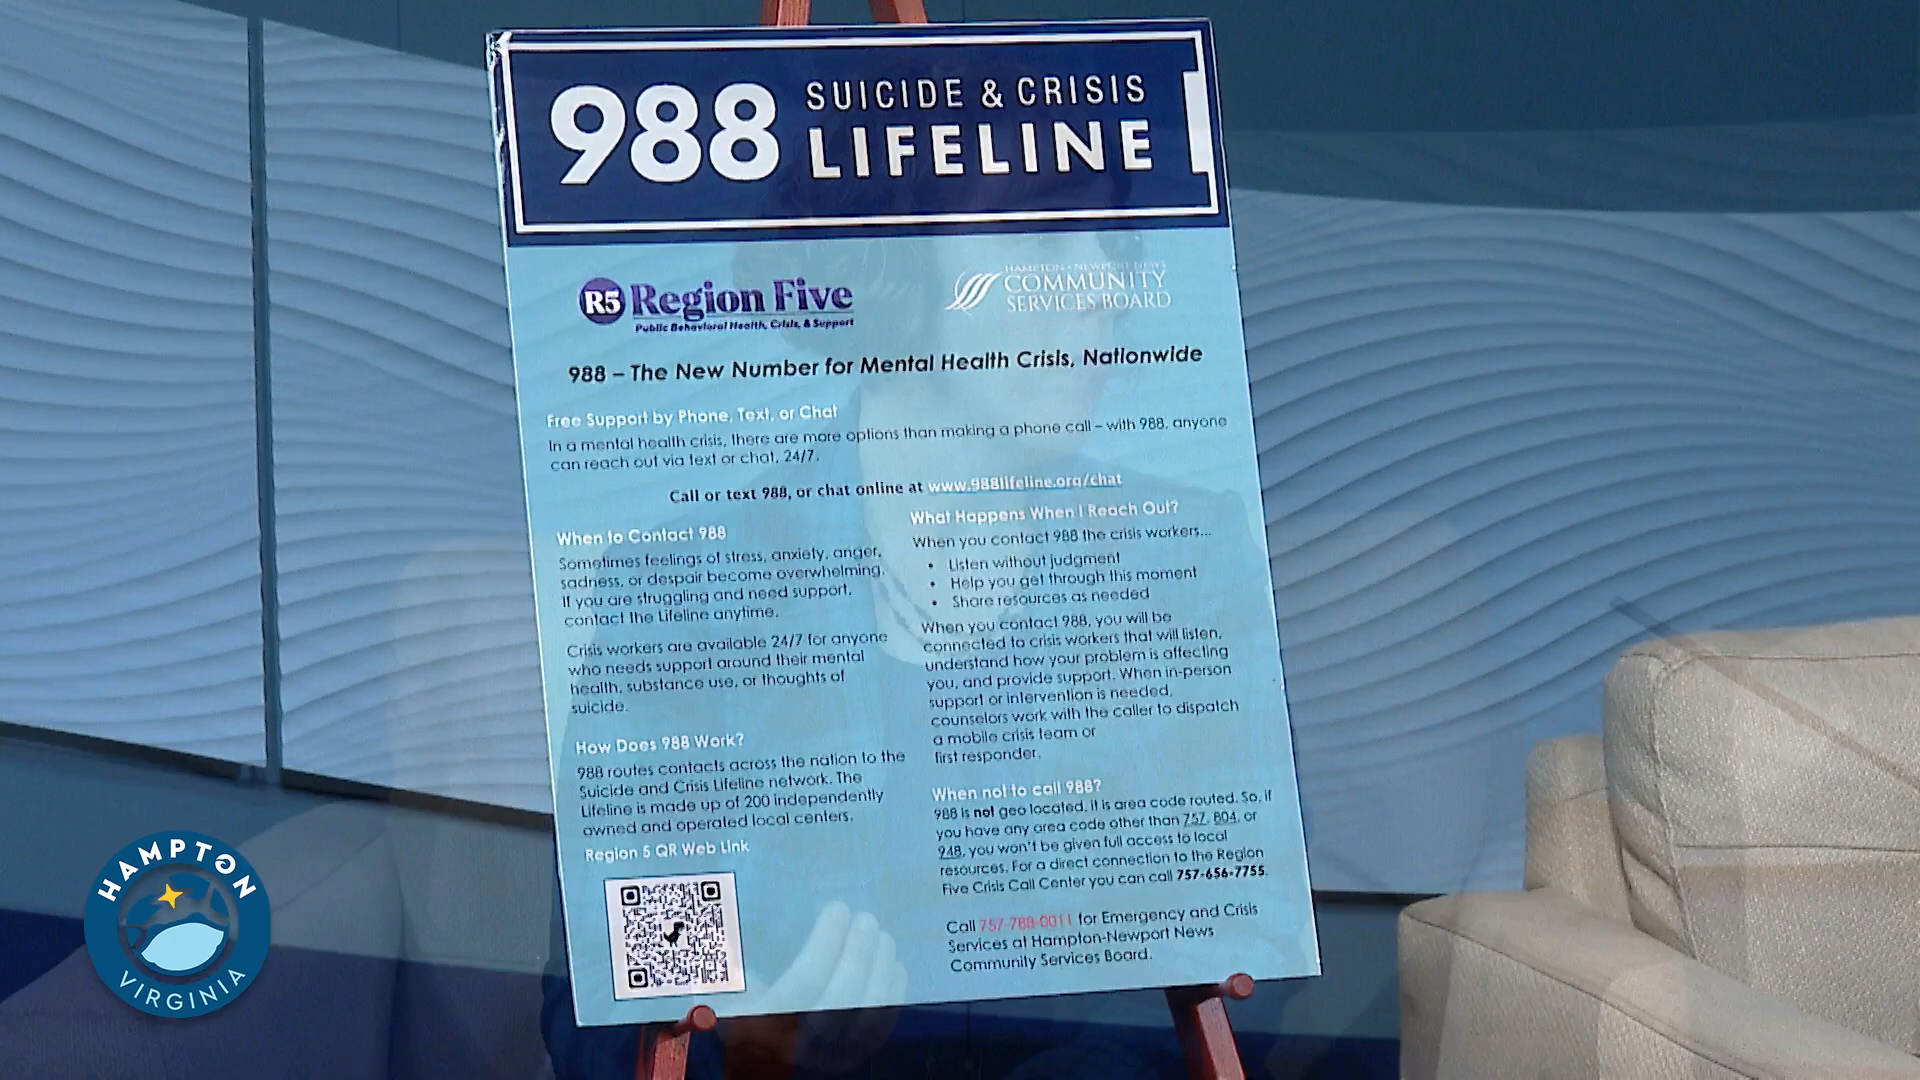 988 SUICIDE & CRISIS
LIFELINE
R5 Region Five
Public Behavioral Health, Crisis, & Support
HAMPTON • NEWPORT NEWS
COMMUNITY
SERVICES BOARD
988 – The New Number for Mental Health Crisis, Nationwide
Free Support by Phone, Text, or Chat
In a mental health crisis, there are more options than making a phone call – with 988, anyone
can reach out via text or chat, 24/7.
Call or text 988, or chat online at www.988lifeline.org/chat
When to Contact 988
Sometimes feelings of stress, anxiety, anger,
sadness, or despair become overwhelming.
If you are struggling and need support,
contact the Lifeline anytime.
Crisis workers are available 24/7 for anyone
who needs support around their mental
health, substance use, or thoughts of
suicide.
How Does 988 Work?
988 routes contacts across the nation to the
Suicide and Crisis Lifeline network. The
Lifeline is made up of 200 independently
owned and operated local centers.
Region 5 QR Web Link
What Happens When I Reach Out?
When you contact 988 the crisis workers...
• Listen without judgment
• Help you get through this moment
• Share resources as needed
When you contact 988, you will be
connected to crisis workers that will listen,
understand how your problem is affecting
you, and provide support. When in-person
support or intervention is needed,
counselors work with the caller to dispatch
a mobile crisis team or
first responder.
When not to call 988?
988 is not geo located, it is area code routed. So, if
you have any area code other than 757, 804, or
948, you won't be given full access to local
resources. For a direct connection to the Region
Five Crisis Call Center you can call 757-656-7755.
Call 757-788-0011 for Emergency and Crisis
Services at Hampton-Newport News
Community Services Board.
HAMPTON
VIRGINIA